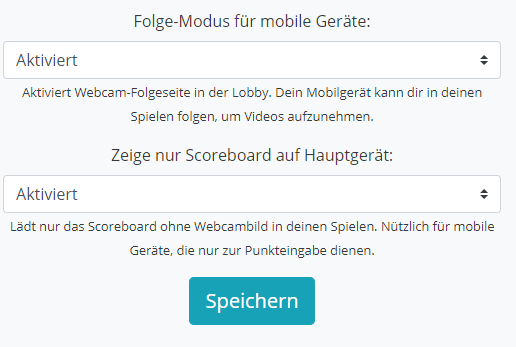 Folge-Modus für mobile Geräte:
Aktiviert
Aktiviert Webcam-Folgeseite in der Lobby. Dein Mobilgerät kann dir in deinen
Spielen folgen, um Videos aufzunehmen.
Zeige nur Scoreboard auf Hauptgerät:
Aktiviert
Lädt nur das Scoreboard ohne Webcambild in deinen Spielen. Nützlich für mobile
Geräte, die nur zur Punkteingabe dienen.
Speichern